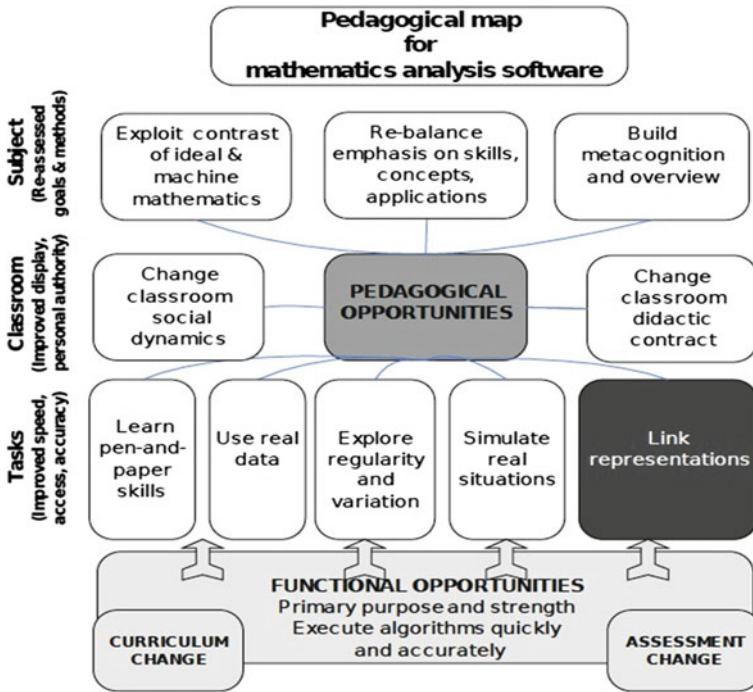 Pedagogical map
for
mathematics analysis software
Subject
(Re-assessed
goals & methods)
Exploit contrast
of ideal &
machine
mathematics
Re-balance
emphasis on skills,
concepts,
applications
Build
metacognition
and overview
Classroom
(Improved display,
personal authority)
Change
classroom
social
dynamics
PEDAGOGICAL
OPPORTUNITIES
Change
classroom
didactic
contract
Tasks
(Improved speed,
access, accuracy)
Learn
pen-and-
paper
skills
Use real
data
Explore
regularity
and
variation
Simulate
real
situations
Link
representations
FUNCTIONAL OPPORTUNITIES
Primary purpose and strength
Execute algorithms quickly
and accurately
CURRICULUM
CHANGE
ASSESSMENT
CHANGE